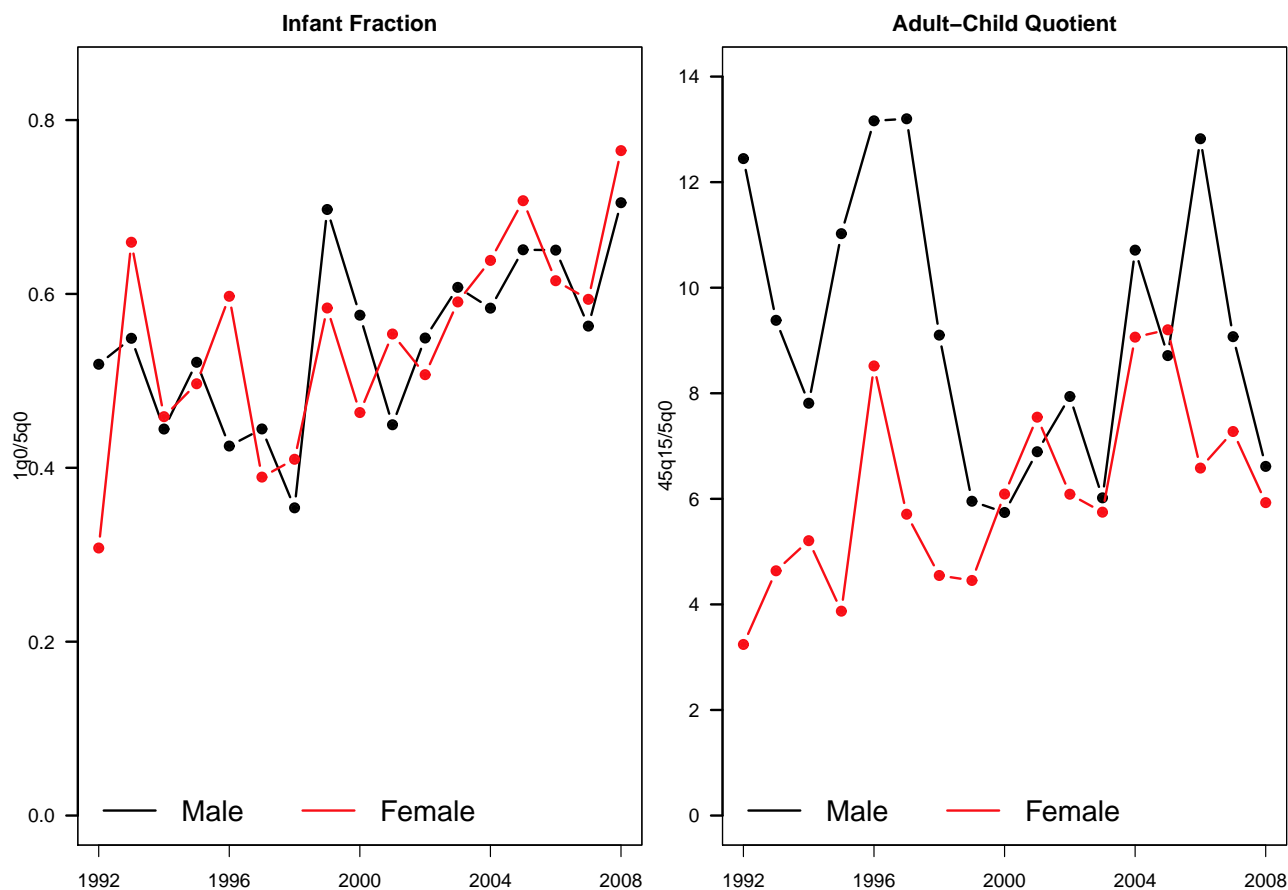 Infant Fraction
1q0/5q0
0.8
0.6
0.4
0.2
0.0
Male
Female
1992 1996 2000 2004 2008
Adult−Child Quotient
45q15/5q0
14
12
10
8
6
4
2
0
Male
Female
1992 1996 2000 2004 2008